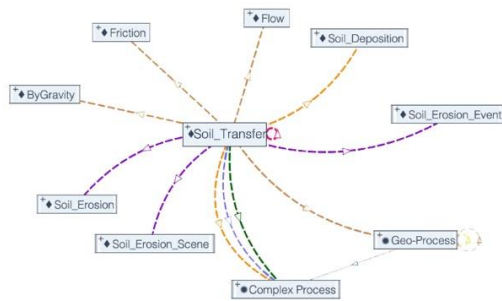 Flow
Friction
Soil_Deposition
ByGravity
Soil_Erosion_Event
Soil_Transfer
Soil_Erosion
Soil_Erosion_Scene
Geo-Process
Complex Process